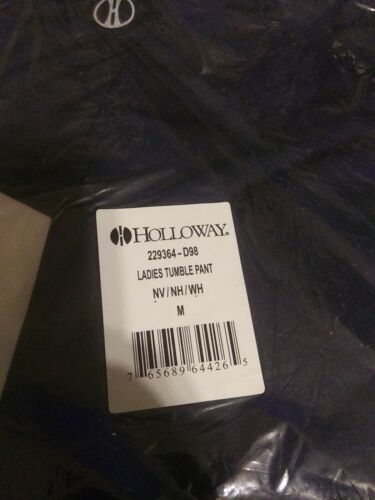 HOLLOWAY®
229364-D98
LADIES TUMBLE PANT
NV/NH/WH
M
7 65689 64426 5